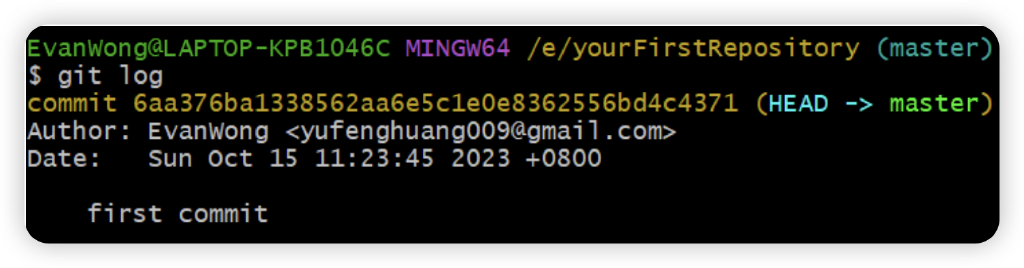 EvanWong@LAPTOP-KPB1046C MINGW64 /e/yourFirstRepository (master)
$ git log
commit 6aa376ba1338562aa6e5c1e0e8362556bd4c4371 (HEAD -> master)
Author: EvanWong <yufenghuang009@gmail.com>
Date:   Sun Oct 15 11:23:45 2023 +0800

    first commit